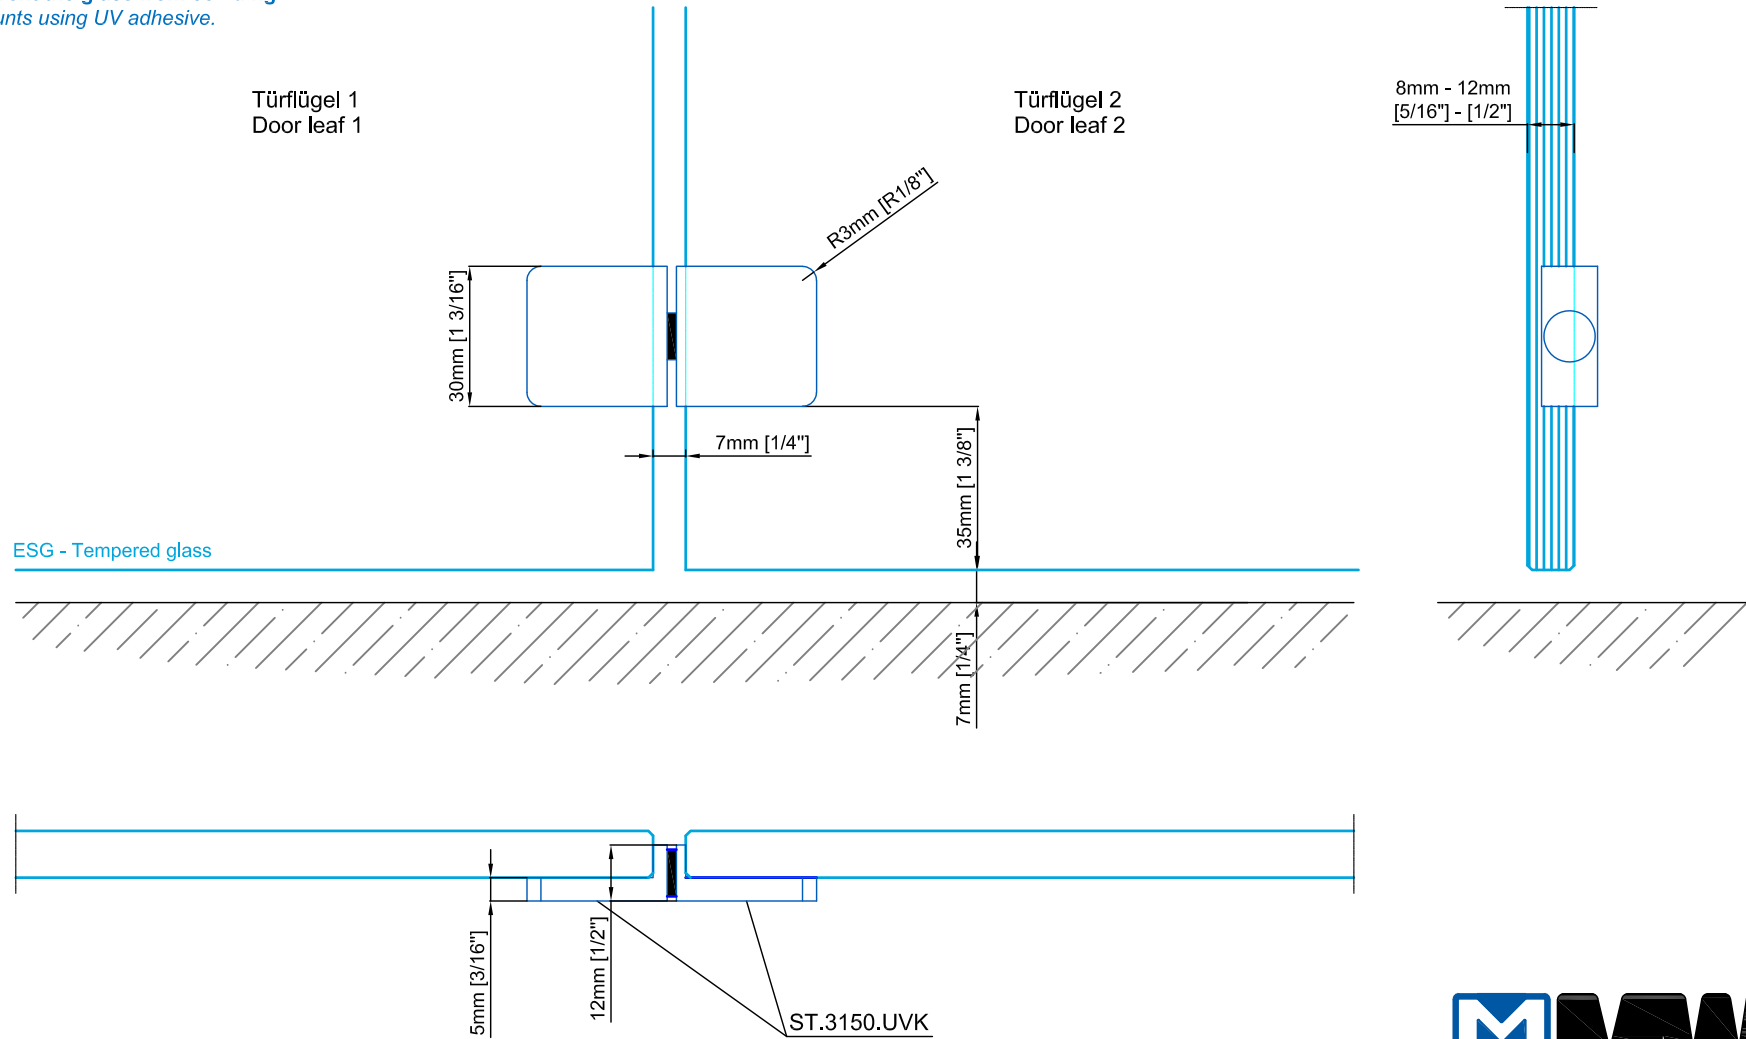 using UV adhesive.
Türflügel 1
Door leaf 1
Türflügel 2
Door leaf 2
8mm - 12mm
[5/16"] - [1/2"]
R3mm [R1/8"]
30mm [1 3/16"]
7mm [1/4"]
35mm [1 3/8"]
ESG - Tempered glass
7mm [1/4"]
5mm [3/16"]
12mm [1/2"]
ST.3150.UVK